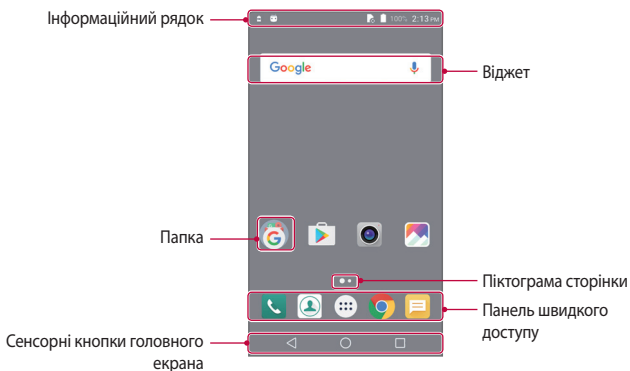 Інформаційний рядок
100% 2:13 PM
Google
Віджет
Папка
Піктограма сторінки
Панель швидкого
доступу
Сенсорні кнопки головного
екрана